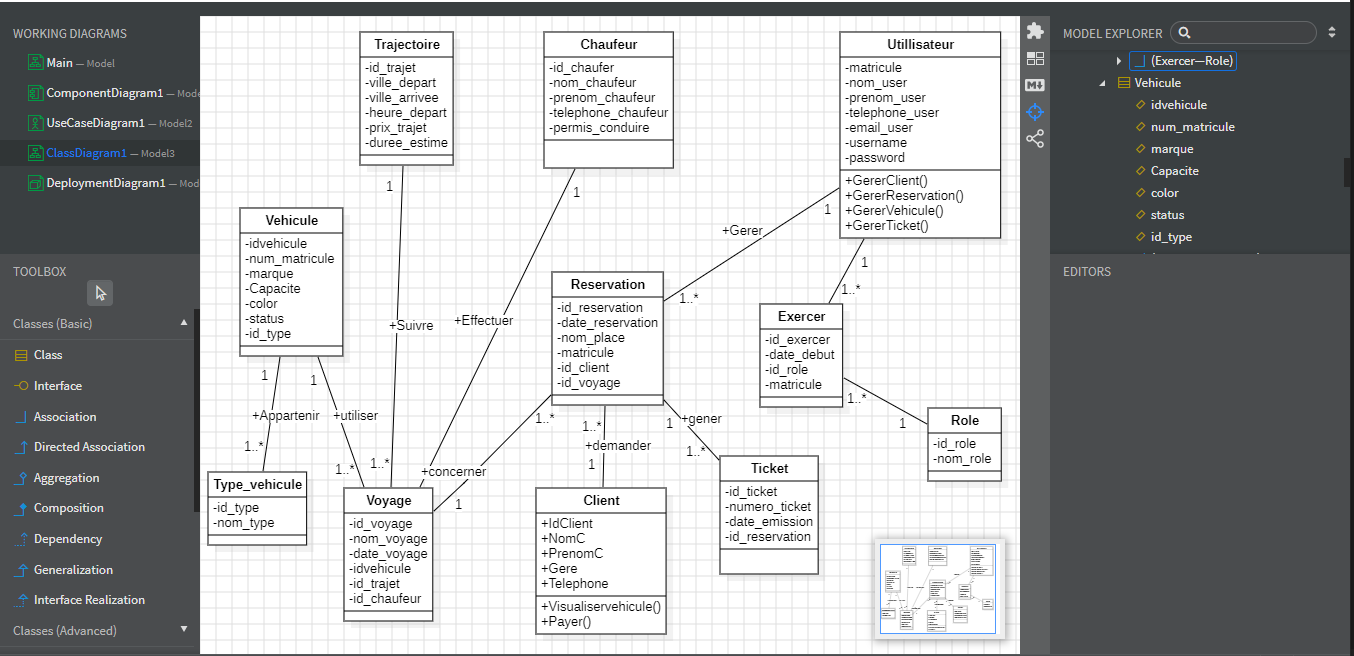 WORKING DIAGRAMS
Main — Model
ComponentDiagram1 — Mode
UseCaseDiagram1 — Model2
ClassDiagram1 — Model3
DeploymentDiagram1 — Mod
TOOLBOX
Classes (Basic)
Class
Interface
Association
Directed Association
Aggregation
Composition
Dependency
Generalization
Interface Realization
Classes (Advanced)
Trajectoire
-id_trajet
-ville_depart
-ville_arrivee
-heure_depart
-prix_trajet
-duree_estime
Chaufeur
-id_chaufer
-nom_chaufeur
-prenom_chaufeur
-telephone_chaufeur
-permis_conduire
Utillisateur
-matricule
-nom_user
-prenom_user
-telephone_user
-email_user
-username
-password
+GererClient()
+GererReservation()
+GererVehicule()
+GererTicket()
1
1
1
+Gerer
1..*
1
1..*
Vehicule
-idvehicule
-num_matricule
-marque
-Capacite
-color
-status
-id_type
Reservation
-id_reservation
-date_reservation
-nom_place
-matricule
-id_client
-id_voyage
Exercer
-id_exercer
-date_debut
-id_role
-matricule
+Suivre
+Effectuer
1
1
+Appartenir
+utiliser
1..*
1..*
1..*
+concerner
1..*
1
1..*
+demander
1
1
+gener
1..*
1..*
1
Role
-id_role
-nom_role
Type_vehicule
-id_type
-nom_type
Voyage
-id_voyage
-nom_voyage
-date_voyage
-idvehicule
-id_trajet
-id_chaufeur
Client
+IdClient
+NomC
+PrenomC
+Gere
+Telephone
+Visualiservehicule()
+Payer()
Ticket
-id_ticket
-numero_ticket
-date_emission
-id_reservation
M
MODEL EXPLORER
(Exercer—Role)
Vehicule
idvehicule
num_matricule
marque
Capacite
color
status
id_type
EDITORS